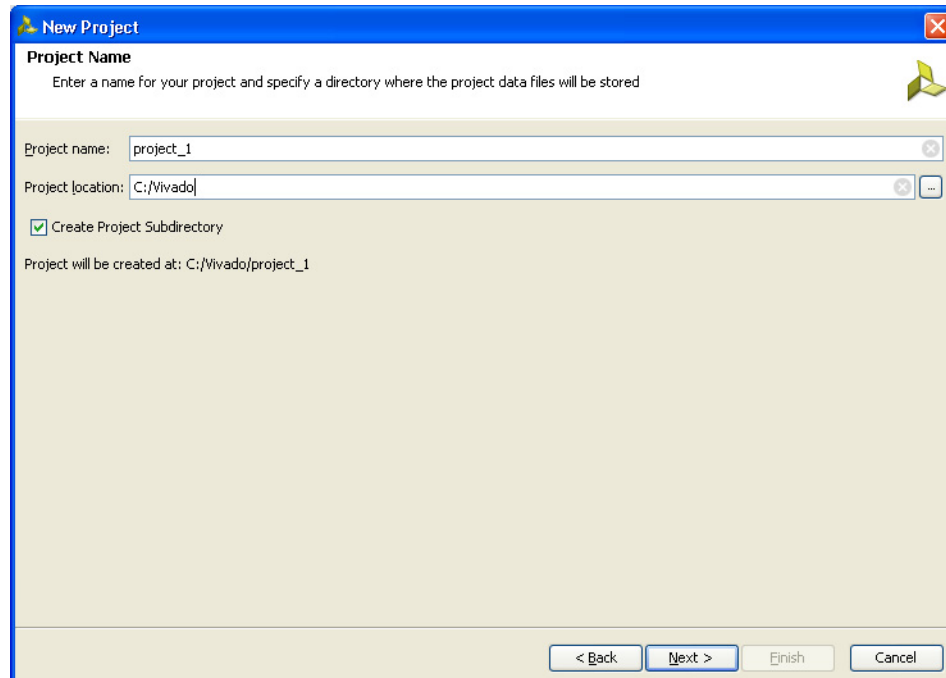 New Project
Project Name
Enter a name for your project and specify a directory where the project data files will be stored
Project name: project_1
Project location: C:/Vivado ...
Create Project Subdirectory
Project will be created at: C:/Vivado/project_1
< Back Next > Finish Cancel